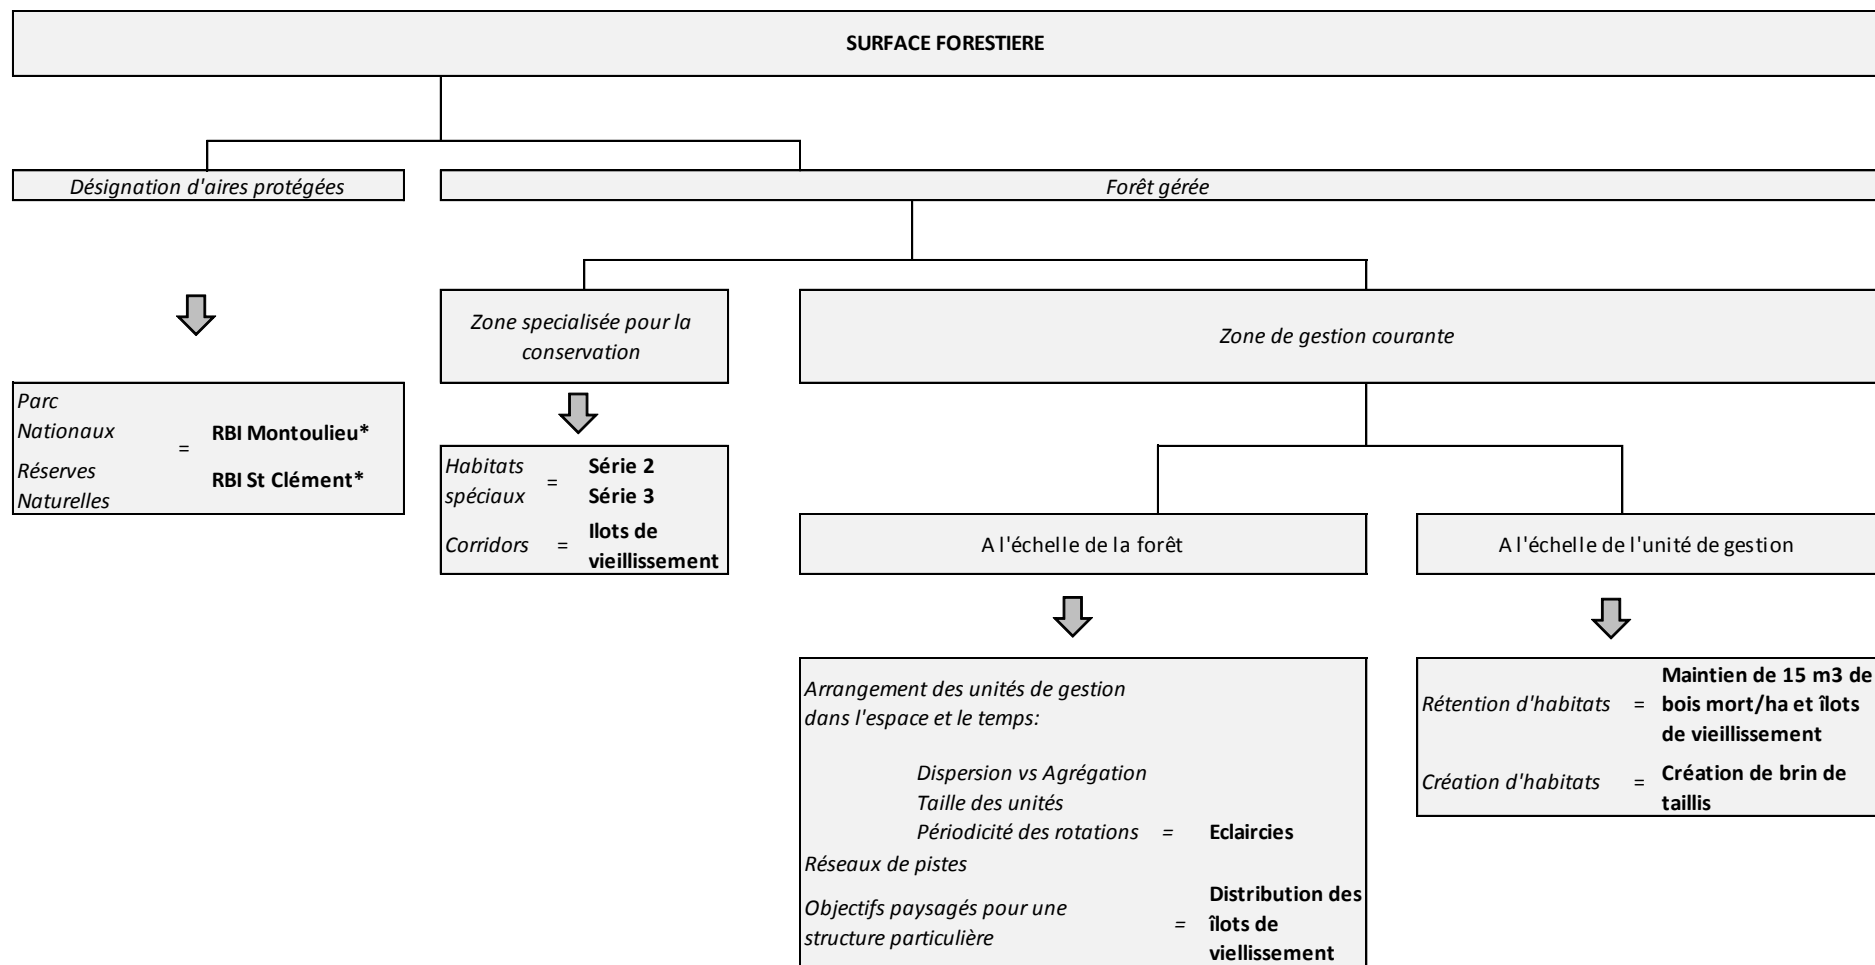 SURFACE FORESTIERE
Désignation d'aires protégées
Forêt gérée
Zone specialisée pour la
conservation
Zone de gestion courante
Parc
Nationaux
Réserves
Naturelles
=
RBI Montoulieu*
RBI St Clément*
Habitats
spéciaux
=
Série 2
Série 3
Corridors
=
Ilots de
vieillissement
A l'échelle de la forêt
A l'échelle de l'unité de gestion
Arrangement des unités de gestion
dans l'espace et le temps:
Dispersion vs Agrégation
Taille des unités
Périodicité des rotations = Eclaircies
Réseaux de pistes
Objectifs paysagés pour une
structure particulière
=
Distribution des
îlots de
viellissement
Rétention d'habitats
=
Maintien de 15 m3 de
bois mort/ha et îlots
de vieillissement
Création d'habitats
=
Création de brin de
taillis